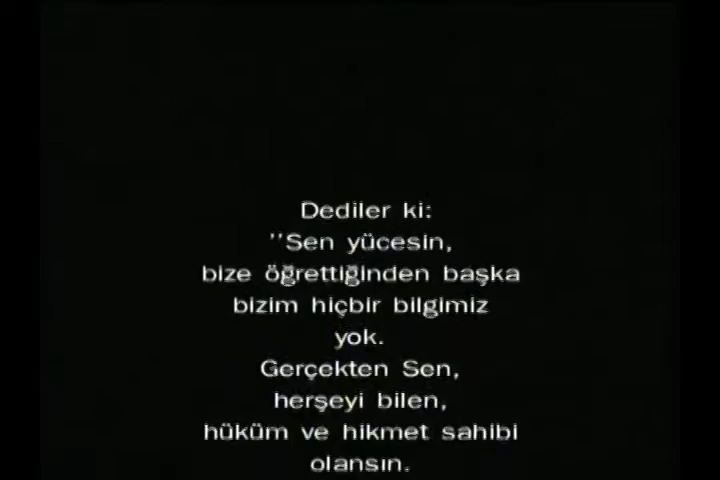 Dediler ki:
''Sen yücesin,
bize öğrettiğinden başka
bizim hiçbir bilgimiz
yok.
Gerçekten Sen,
herşeyi bilen,
hüküm ve hikmet sahibi
olansın.